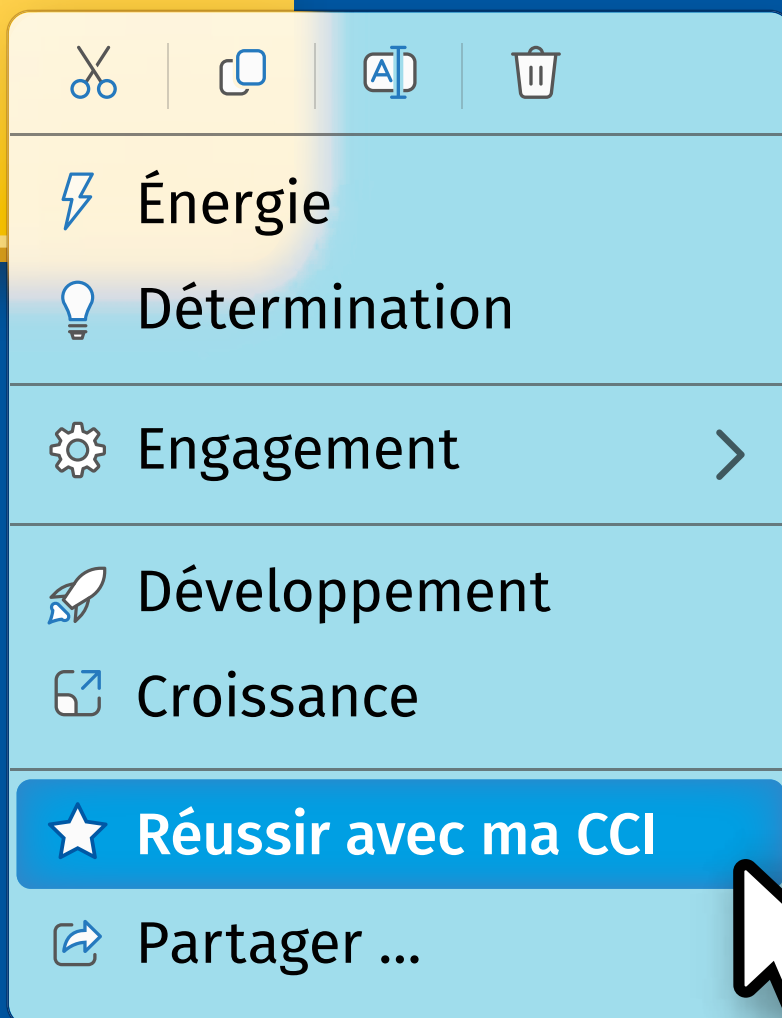 Énergie
Détermination
Engagement
Développement
Croissance
Réussir avec ma CCI
Partager ...